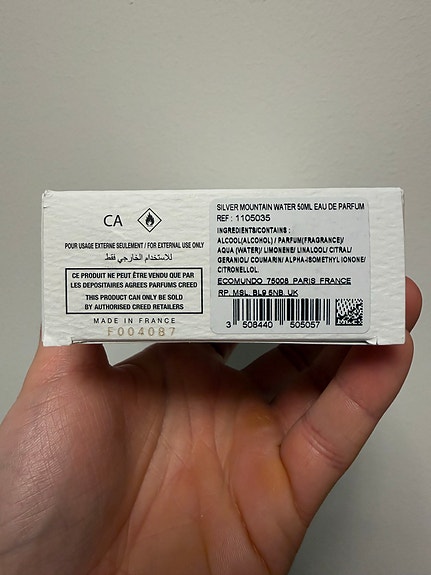 CA
POUR USAGE EXTERNE SEULEMENT / FOR EXTERNAL USE ONLY
للاستخدام الخارجي فقط
CE PRODUIT NE PEUT ÊTRE VENDU QUE PAR
LES DEPOSITAIRES AGREES PARFUMS CREED
THIS PRODUCT CAN ONLY BE SOLD
BY AUTHORISED CREED RETAILERS
MADE IN FRANCE
F004087
SILVER MOUNTAIN WATER 50ML EAU DE PARFUM
REF : 1105035
INGREDIENTS/CONTAINS :
ALCOOL(ALCOHOL) / PARFUM(FRAGRANCE)/
AQUA (WATER)/ LIMONENE/ LINALOOL/ CITRAL/
GERANIOL/ COUMARIN/ ALPHA-ISOMETHYL IONONE/
CITRONELLOL.
ECOMUNDO 75008 PARIS FRANCE
RP. MSL. BL9 5NB. UK
3 508440 505057